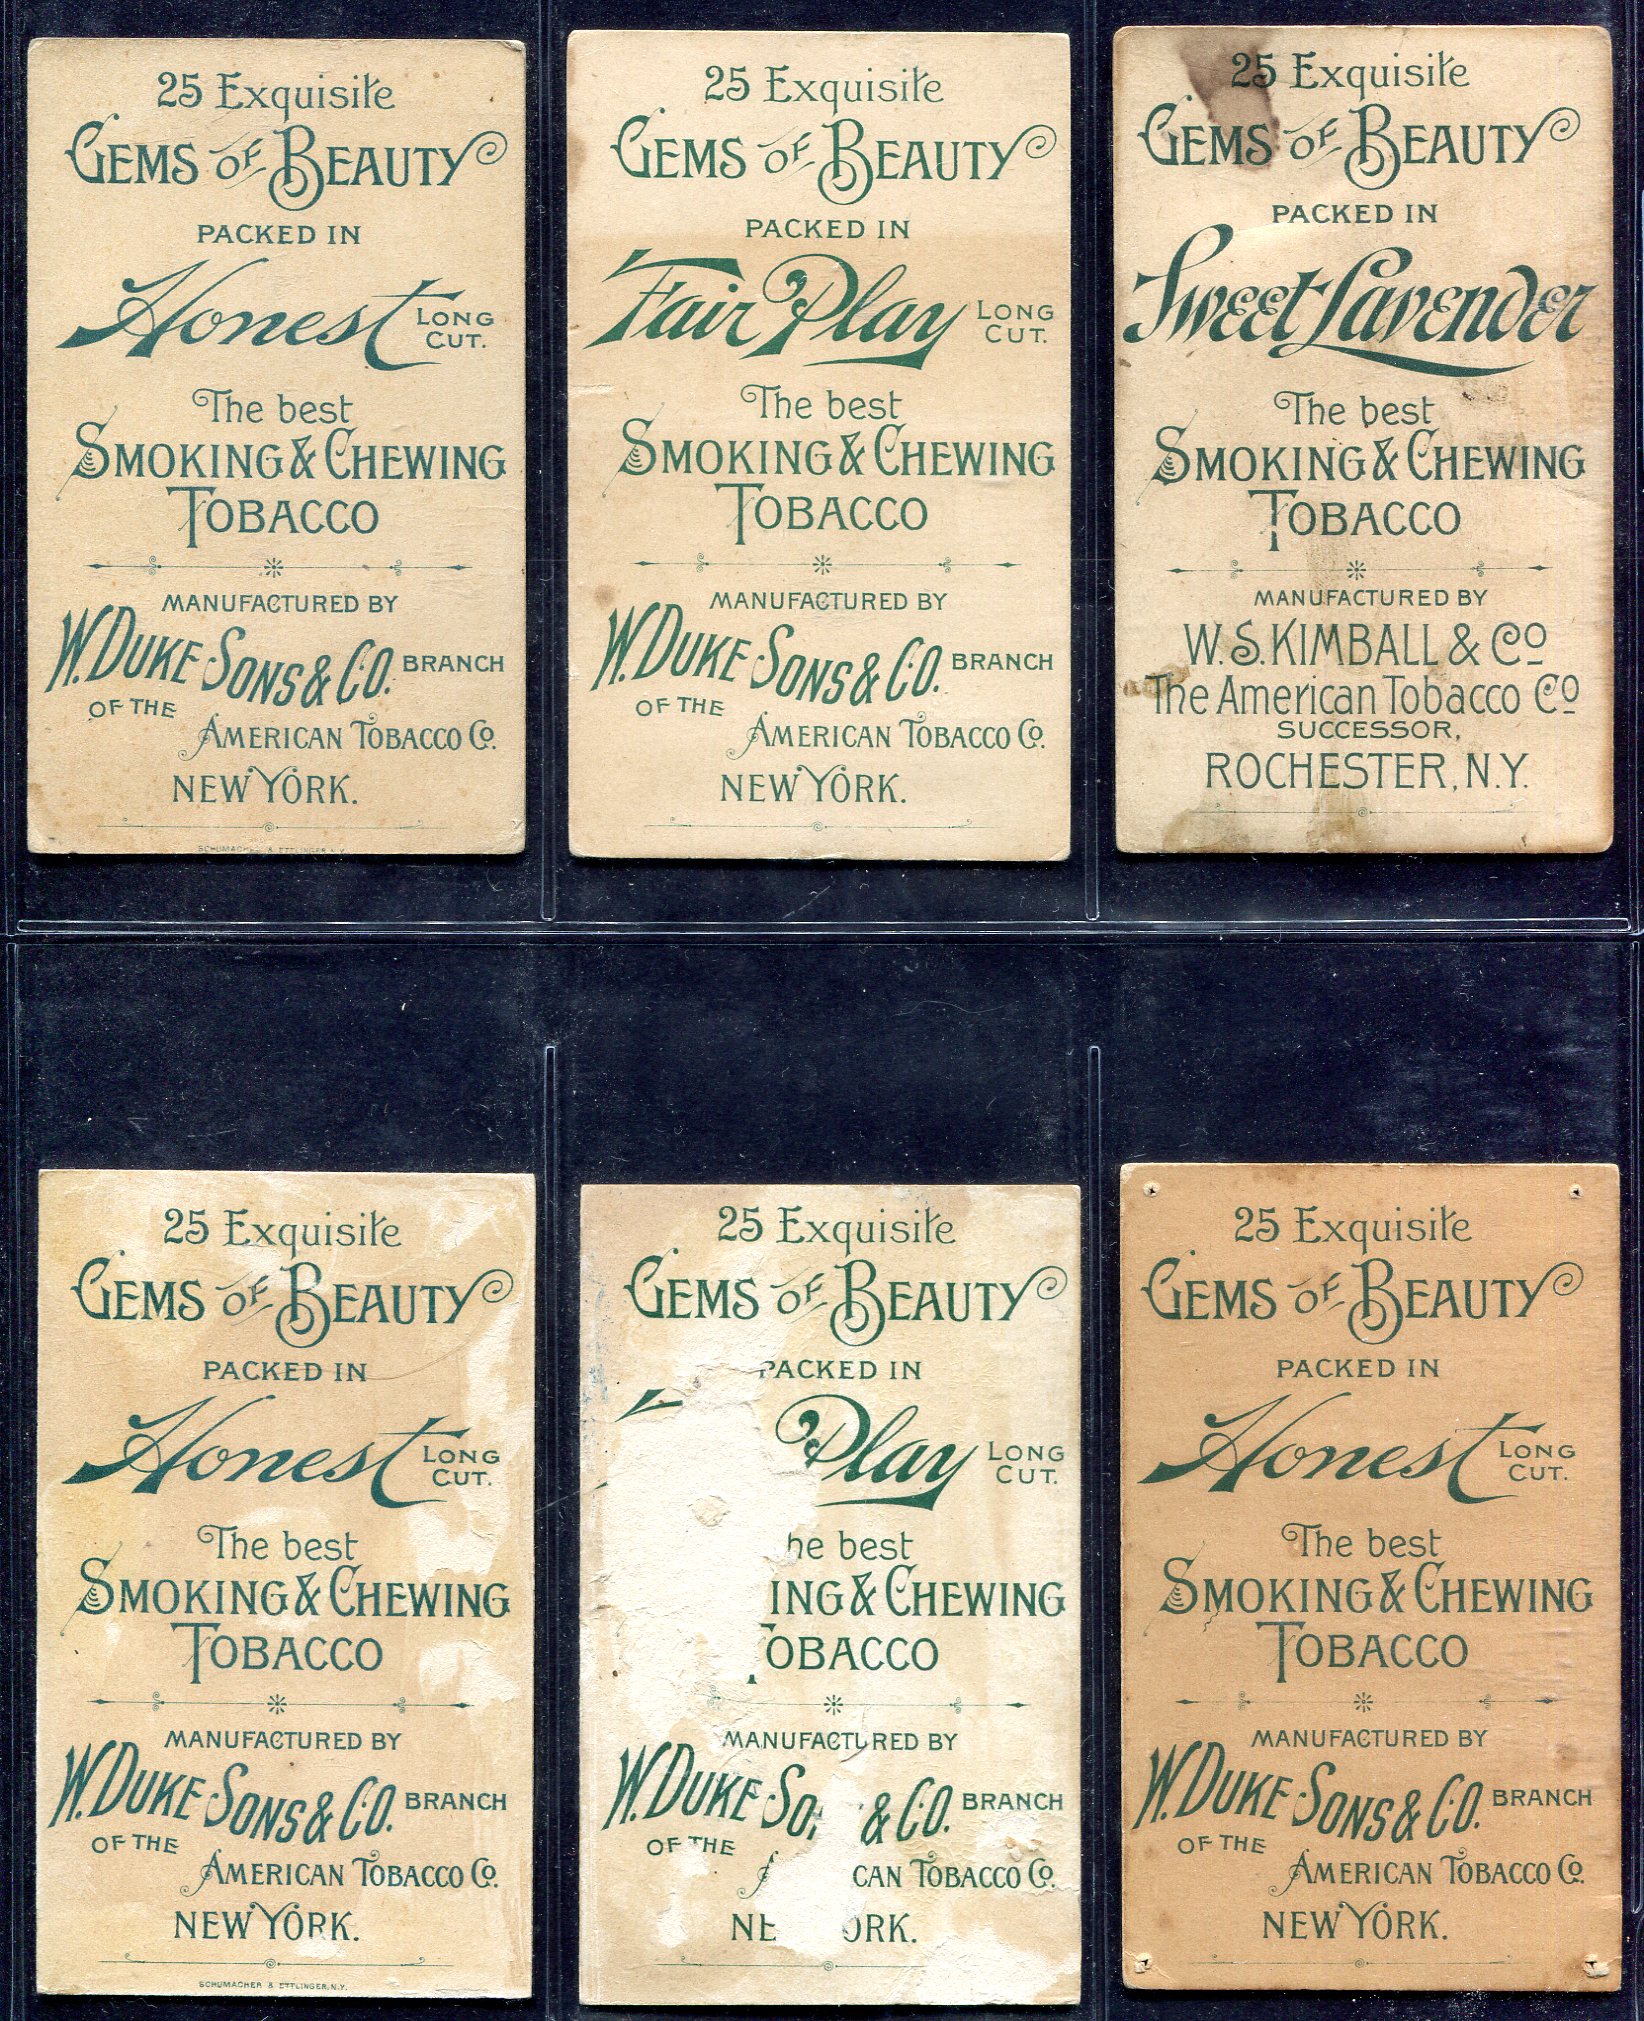 25 Exquisite
GEMS OF BEAUTY
PACKED IN
Honest LONG
CUT.
The best
SMOKING & CHEWING
TOBACCO
MANUFACTURED BY
W. DUKE SONS & CO. BRANCH
OF THE
AMERICAN TOBACCO Co.
NEW YORK.
SCHUMACHER & ETTLINGER N.Y.
25 Exquisite
GEMS OF BEAUTY
PACKED IN
Fair Play LONG
CUT.
The best
SMOKING & CHEWING
TOBACCO
MANUFACTURED BY
W. DUKE SONS & CO. BRANCH
OF THE
AMERICAN TOBACCO Co.
NEW YORK.
25 Exquisite
GEMS OF BEAUTY
PACKED IN
Sweet Lavender
The best
SMOKING & CHEWING
TOBACCO
MANUFACTURED BY
W. S. KIMBALL & Co
The American Tobacco Co
SUCCESSOR,
ROCHESTER, N.Y.
25 Exquisite
GEMS OF BEAUTY
PACKED IN
Honest LONG
CUT.
The best
SMOKING & CHEWING
TOBACCO
MANUFACTURED BY
W. DUKE SONS & CO. BRANCH
OF THE
AMERICAN TOBACCO Co.
NEW YORK.
SCHUMACHER & ETTLINGER, N.Y.
25 Exquisite
GEMS OF BEAUTY
PACKED IN
Play LONG
CUT.
he best
ING & CHEWING
OBACCO
MANUFACTURED BY
W. DUKE SO & CO. BRANCH
OF THE
CAN TOBACCO Co.
NE ORK.
25 Exquisite
GEMS OF BEAUTY
PACKED IN
Honest LONG
CUT.
The best
SMOKING & CHEWING
TOBACCO
MANUFACTURED BY
W. DUKE SONS & CO. BRANCH
OF THE
AMERICAN TOBACCO Co.
NEW YORK.